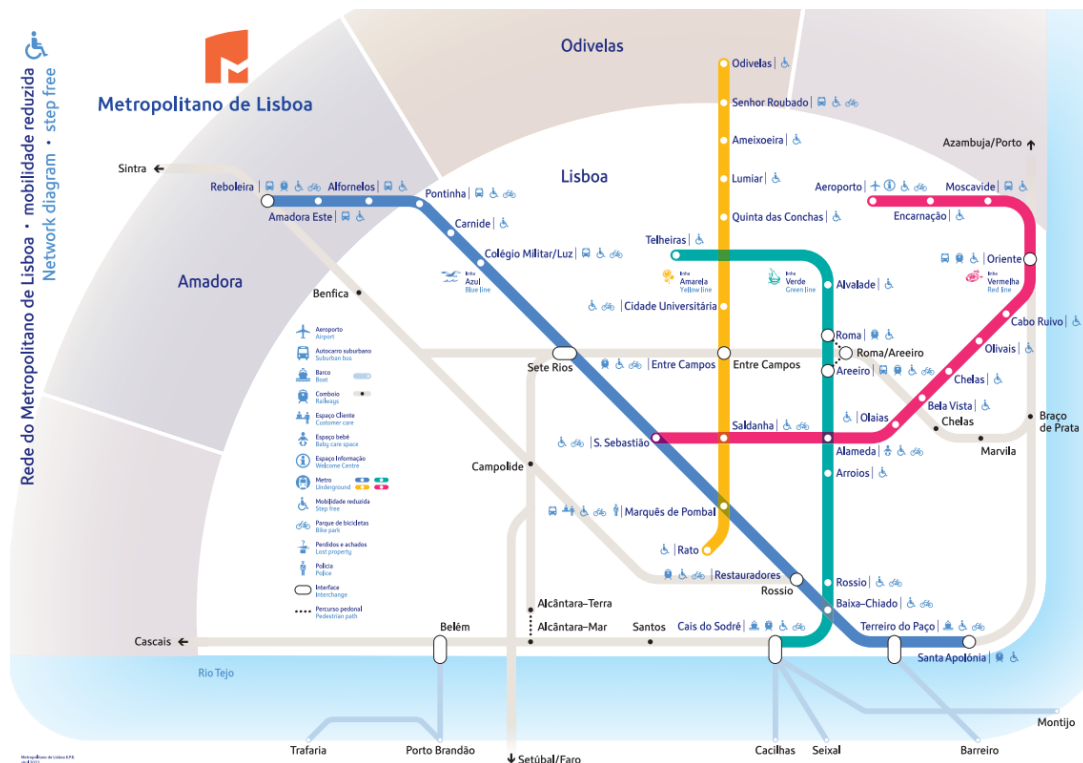 Rede do Metropolitano de Lisboa • mobilidade reduzida
Network diagram • step free
Metropolitano de Lisboa
Odivelas
Lisboa
Amadora
Sintra
Azambuja/Porto
Reboleira
Alfornelos
Amadora Este
Pontinha
Carnide
Colégio Militar/Luz
linha
Azul
Blue line
Odivelas
Senhor Roubado
Ameixoeira
Lumiar
Quinta das Conchas
Telheiras
linha
Amarela
Yellow line
linha
Verde
Green line
Aeroporto
Moscavide
Encarnação
Oriente
linha
Vermelha
Red line
Alvalade
Cidade Universitária
Cabo Ruivo
Olivais
Roma
Roma/Areeiro
Areeiro
Benfica
Sete Rios
Entre Campos
Entre Campos
Chelas
Bela Vista
Olaias
Chelas
Braço
de Prata
Marvila
Saldanha
S. Sebastião
Alameda
Arroios
Campolide
Marquês de Pombal
Rato
Restauradores
Rossio
Rossio
Baixa–Chiado
Terreiro do Paço
Santa Apolónia
Cais do Sodré
Alcântara–Terra
Alcântara–Mar
Santos
Belém
Cascais
Rio Tejo
Trafaria
Porto Brandão
Setúbal/Faro
Cacilhas
Seixal
Barreiro
Montijo
Aeroporto
Airport
Autocarro suburbano
Suburban bus
Barco
Boat
Comboio
Railways
Espaço Cliente
Customer care
Espaço bebé
Baby care space
Espaço Informação
Welcome Centre
Metro
Underground
Mobilidade reduzida
Step free
Parque de bicicletas
Bike park
Perdidos e achados
Lost property
Polícia
Police
Interface
Interchange
Percurso pedonal
Pedestrian path